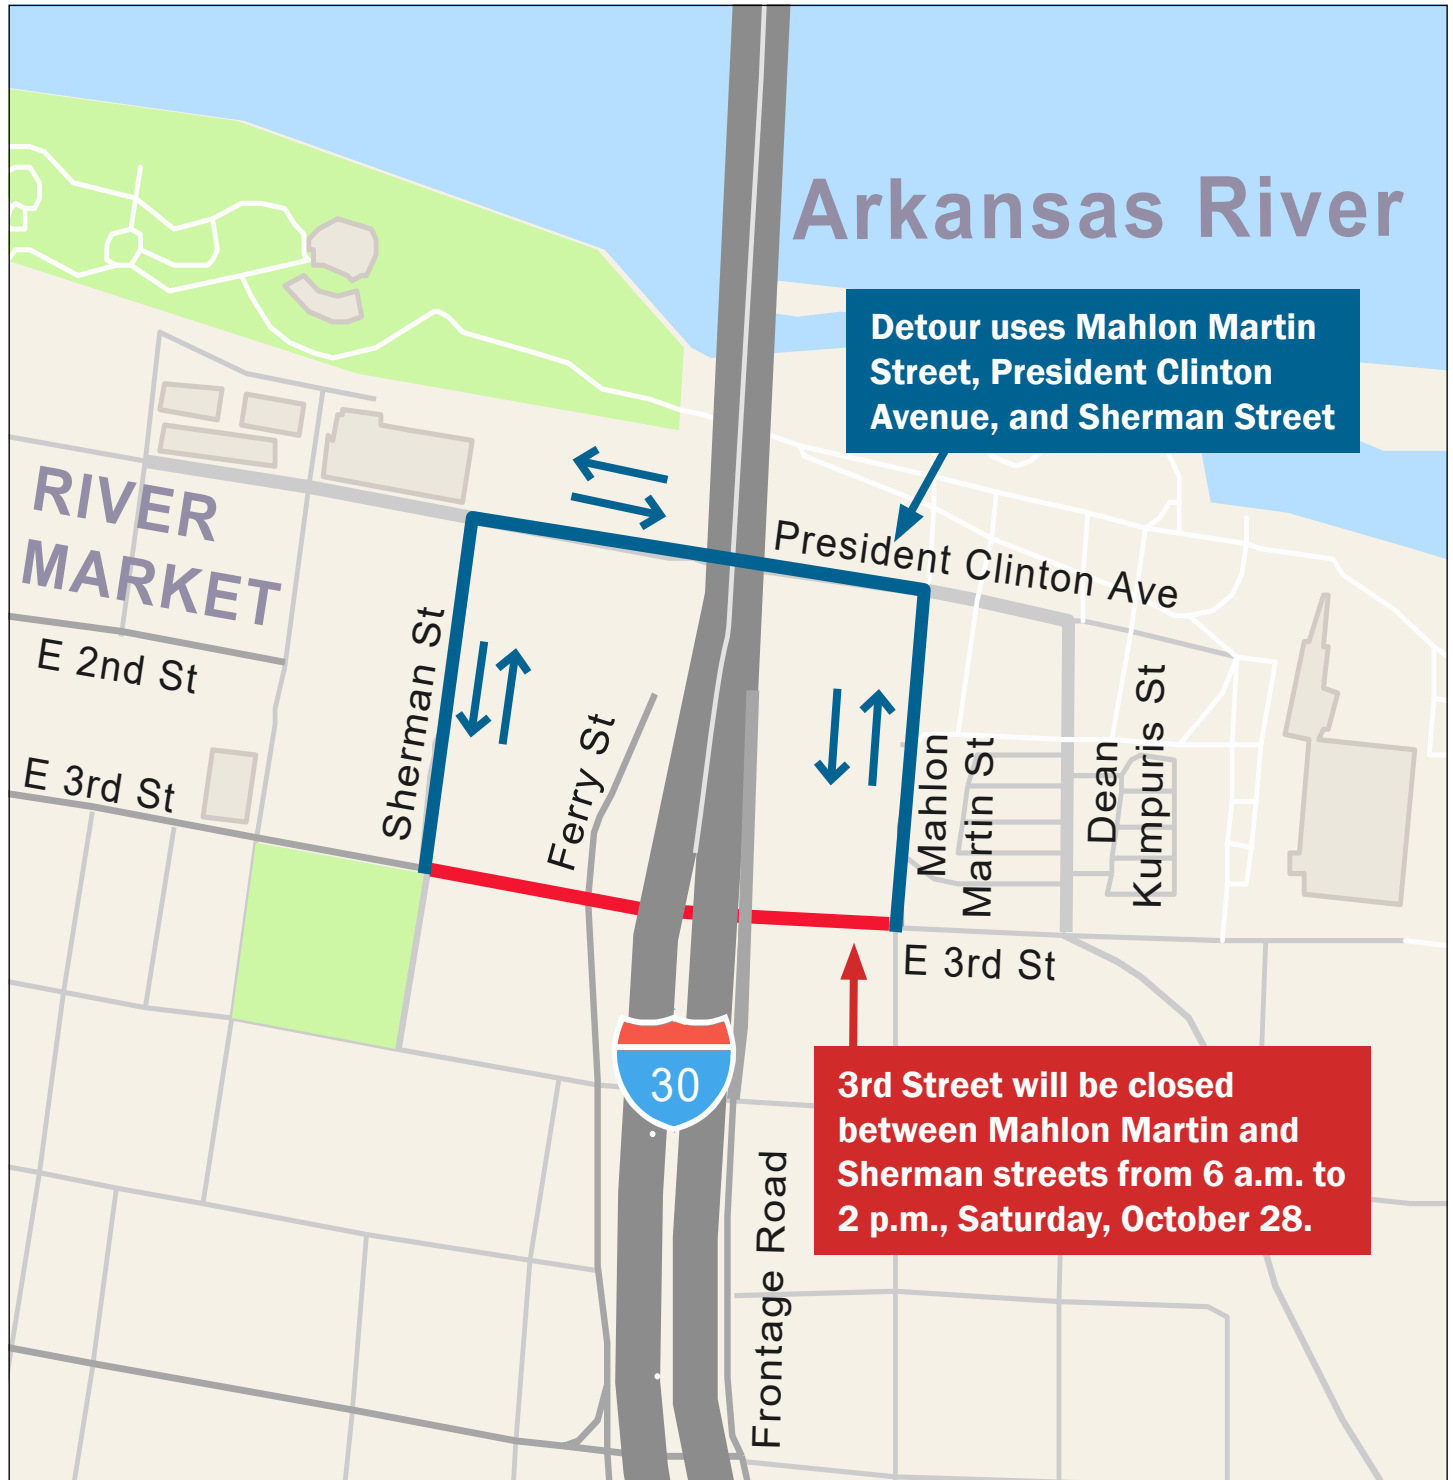 Arkansas River
Detour uses Mahlon Martin
Street, President Clinton
Avenue, and Sherman Street
RIVER
MARKET
President Clinton Ave
E 2nd St
Sherman St
Ferry St
Mahlon
Martin St
Dean
Kumpuris St
E 3rd St
E 3rd St
30
3rd Street will be closed
between Mahlon Martin and
Sherman streets from 6 a.m. to
2 p.m., Saturday, October 28.
Frontage Road